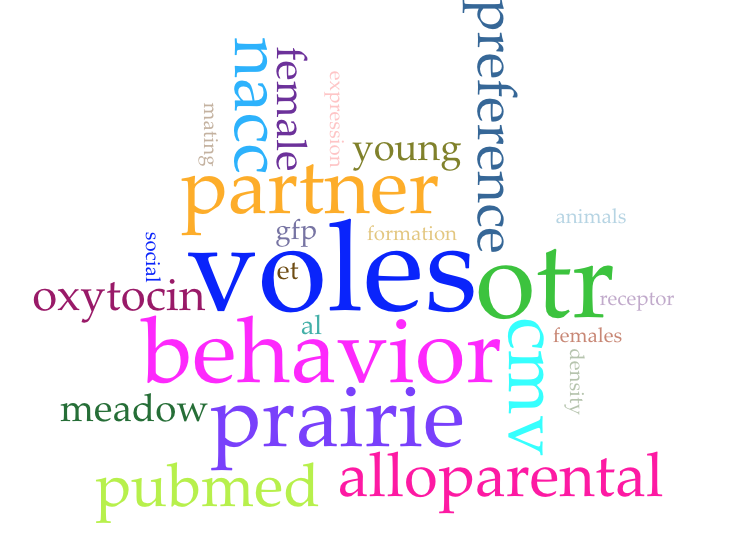 preference
nacc
female
expression
mating
young
partner
animals
gfp
formation
social
voles
et
otr
oxytocin
receptor
al
behavior
cmv
females
density
meadow
prairie
alloparental
pubmed